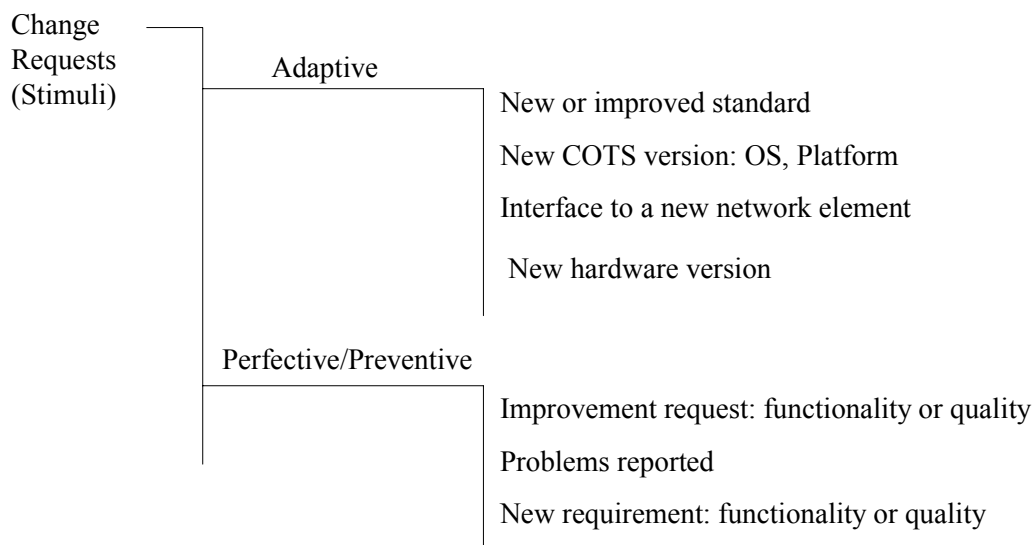 Change
Requests
(Stimuli)
Adaptive
New or improved standard
New COTS version: OS, Platform
Interface to a new network element
New hardware version
Perfective/Preventive
Improvement request: functionality or quality
Problems reported
New requirement: functionality or quality